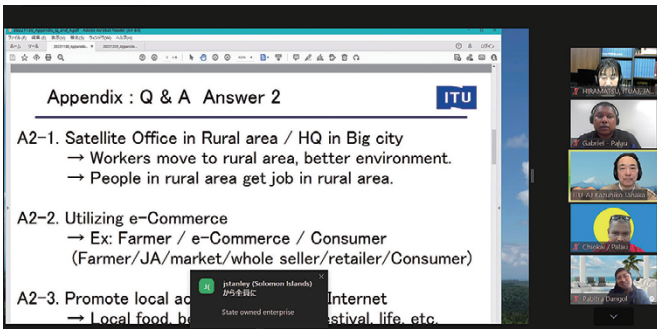 Appendix : Q & A Answer 2
ITU
A2-1. Satellite Office in Rural area / HQ in Big city
→ Workers move to rural area, better environment.
→ People in rural area get job in rural area.
A2-2. Utilizing e-Commerce
→ Ex: Farmer / e-Commerce / Consumer
(Farmer/JA/market/whole seller/retailer/Consumer)
A2-3. Promote local ac
Internet
→ Local food, be
estival, life, etc.
jstanley (Solomon Islands)
から全員に
State owned enterprise
Gabriel - Palau
Pabitra Dangol